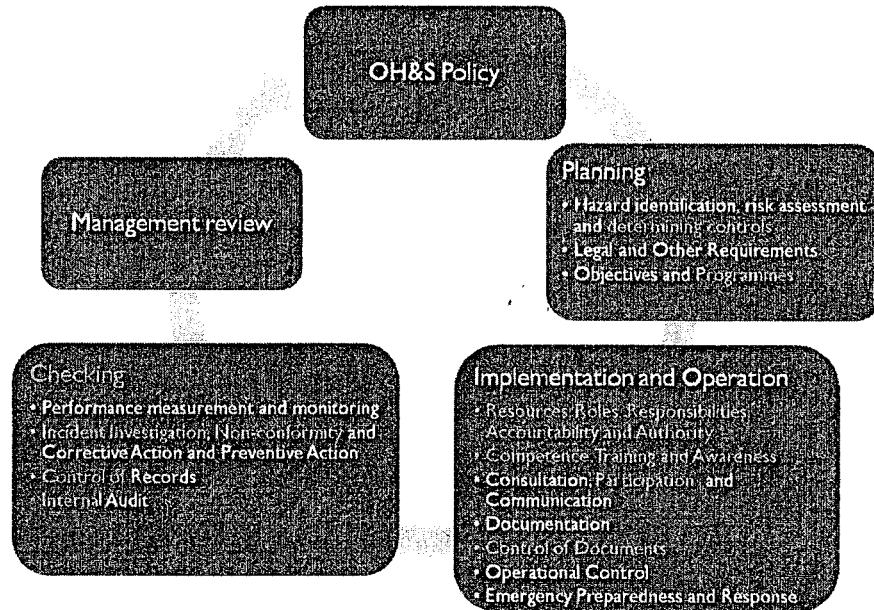 OH&S Policy
Planning
• Hazard identification, risk assessment
and determining controls
• Legal and Other Requirements
• Objectives and Programmes
Implementation and Operation
• Resources, Roles, Responsibilities,
Accountability and Authority
• Competence, Training and Awareness
• Consultation, Participation and
Communication
• Documentation
• Control of Documents
• Operational Control
• Emergency Preparedness and Response
Checking
• Performance measurement and monitoring
• Incident Investigation, Non-conformity and
Corrective Action and Preventive Action
• Control of Records
• Internal Audit
Management review